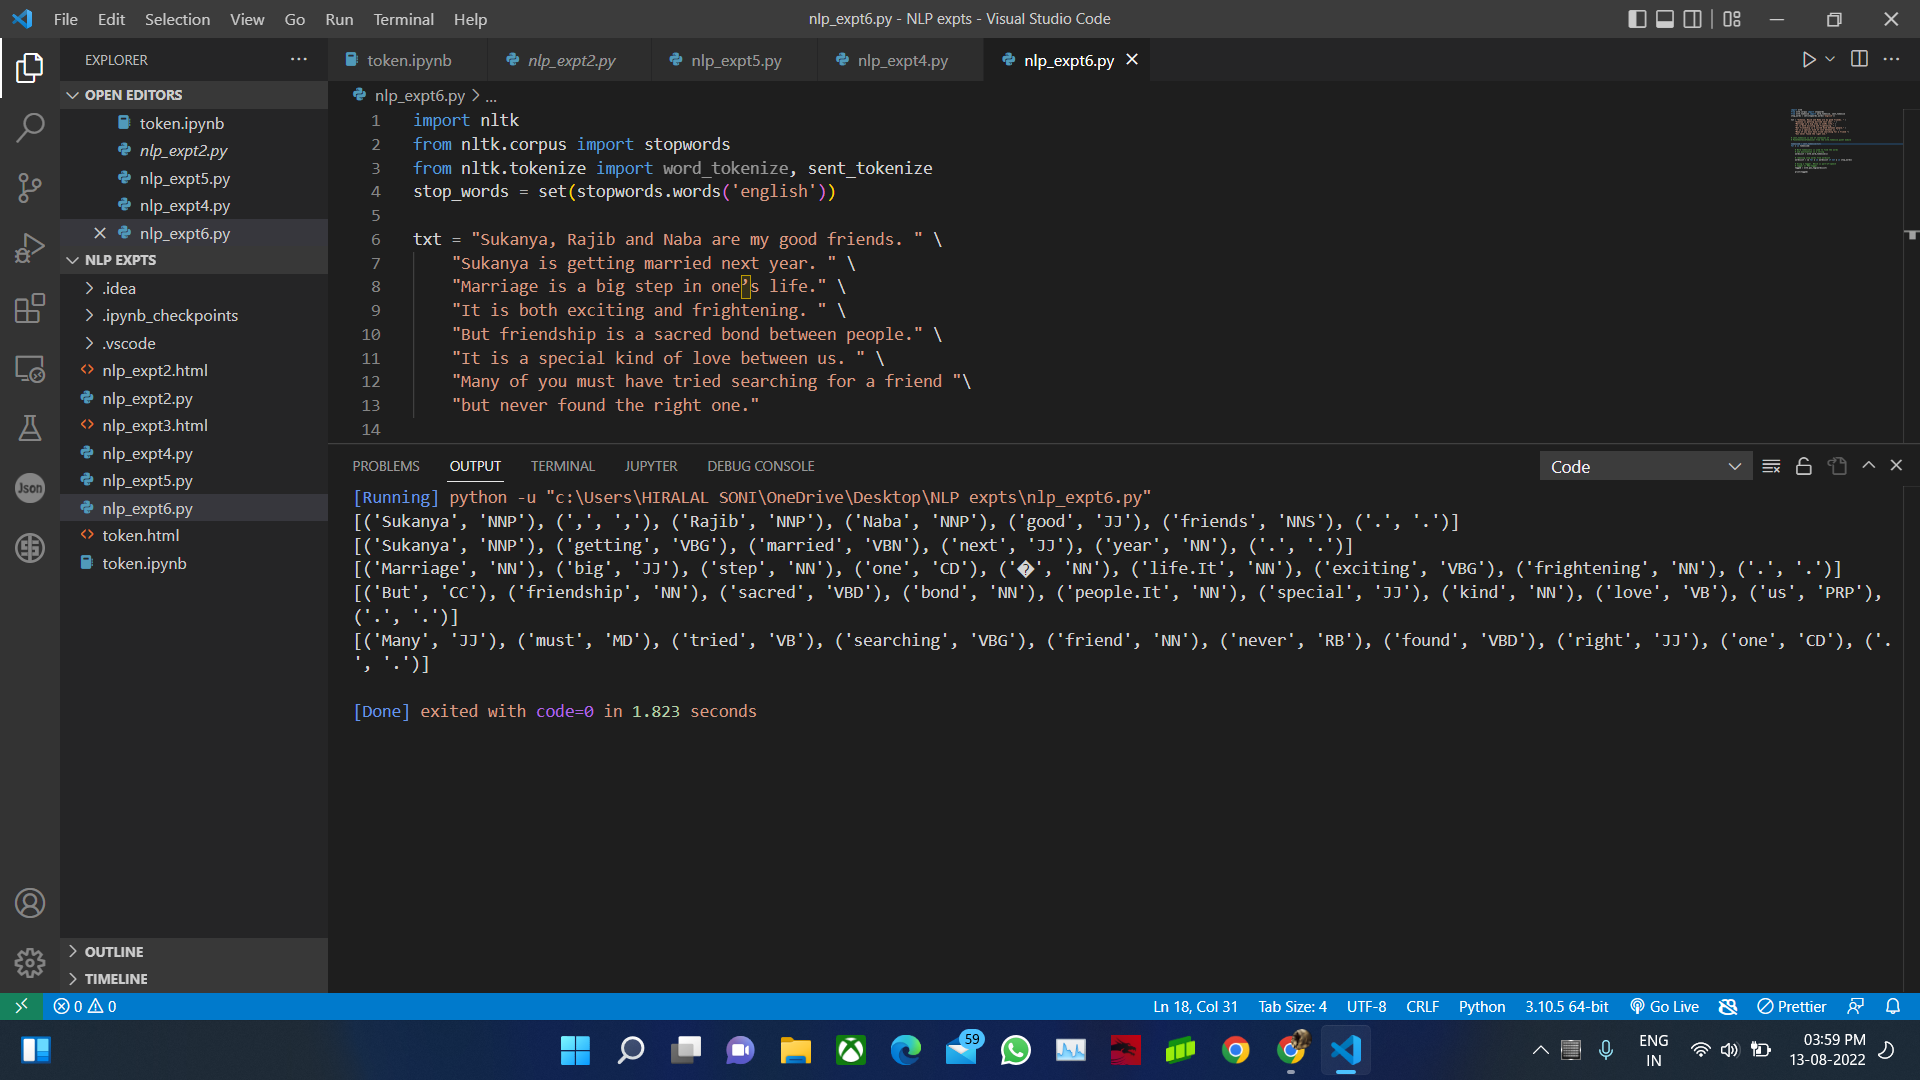 File Edit Selection View Go Run Terminal Help
nlp_expt6.py - NLP expts - Visual Studio Code
EXPLORER
token.ipynb nlp_expt2.py nlp_expt5.py nlp_expt4.py nlp_expt6.py
OPEN EDITORS
token.ipynb
nlp_expt2.py
nlp_expt5.py
nlp_expt4.py
nlp_expt6.py
NLP EXPTS
.idea
.ipynb_checkpoints
.vscode
nlp_expt2.html
nlp_expt2.py
nlp_expt3.html
nlp_expt4.py
nlp_expt5.py
nlp_expt6.py
token.html
token.ipynb
OUTLINE
TIMELINE
Json
nlp_expt6.py > ...
1 import nltk
2 from nltk.corpus import stopwords
3 from nltk.tokenize import word_tokenize, sent_tokenize
4 stop_words = set(stopwords.words('english'))
5
6 txt = "Sukanya, Rajib and Naba are my good friends. " \
7 "Sukanya is getting married next year. " \
8 "Marriage is a big step in one’s life." \
9 "It is both exciting and frightening. " \
10 "But friendship is a sacred bond between people." \
11 "It is a special kind of love between us. " \
12 "Many of you must have tried searching for a friend "\
13 "but never found the right one."
14
PROBLEMS OUTPUT TERMINAL JUPYTER DEBUG CONSOLE
Code
[Running] python -u "c:\Users\HIRALAL SONI\OneDrive\Desktop\NLP expts\nlp_expt6.py"
[('Sukanya', 'NNP'), (',', ','), ('Rajib', 'NNP'), ('Naba', 'NNP'), ('good', 'JJ'), ('friends', 'NNS'), ('.', '.')]
[('Sukanya', 'NNP'), ('getting', 'VBG'), ('married', 'VBN'), ('next', 'JJ'), ('year', 'NN'), ('.', '.')]
[('Marriage', 'NN'), ('big', 'JJ'), ('step', 'NN'), ('one', 'CD'), ('�', 'NN'), ('life.It', 'NN'), ('exciting', 'VBG'), ('frightening', 'NN'), ('.', '.')]
[('But', 'CC'), ('friendship', 'NN'), ('sacred', 'VBD'), ('bond', 'NN'), ('people.It', 'NN'), ('special', 'JJ'), ('kind', 'NN'), ('love', 'VB'), ('us', 'PRP'),
('.', '.')]
[('Many', 'JJ'), ('must', 'MD'), ('tried', 'VB'), ('searching', 'VBG'), ('friend', 'NN'), ('never', 'RB'), ('found', 'VBD'), ('right', 'JJ'), ('one', 'CD'), ('.
', '.')]
[Done] exited with code=0 in 1.823 seconds
0 0
Ln 18, Col 31 Tab Size: 4 UTF-8 CRLF Python 3.10.5 64-bit Go Live Prettier
59
ENG
IN
03:59 PM
13-08-2022